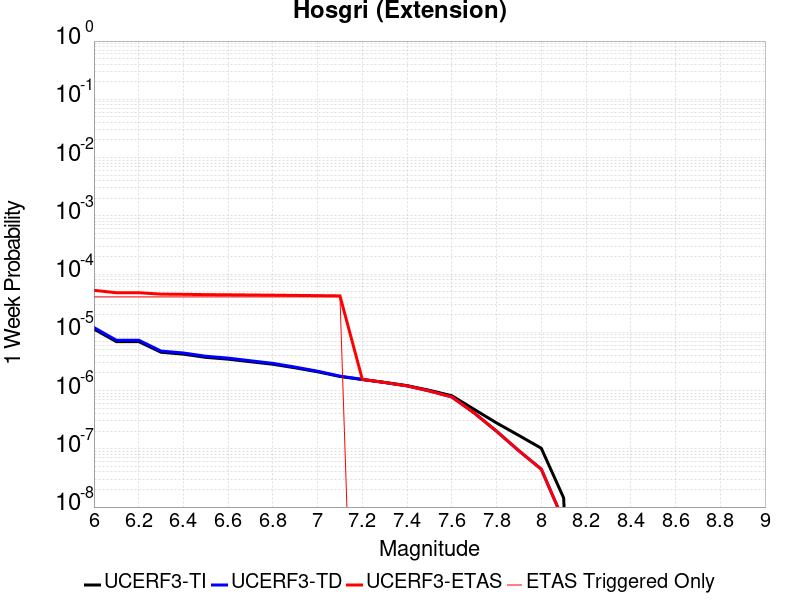 Hosgri (Extension)
10^0
10^-1
10^-2
10^-3
10^-4
10^-5
10^-6
10^-7
10^-8
1 Week Probability
6 6.2 6.4 6.6 6.8 7 7.2 7.4 7.6 7.8 8 8.2 8.4 8.6 8.8 9
Magnitude
UCERF3-TI UCERF3-TD UCERF3-ETAS ETAS Triggered Only